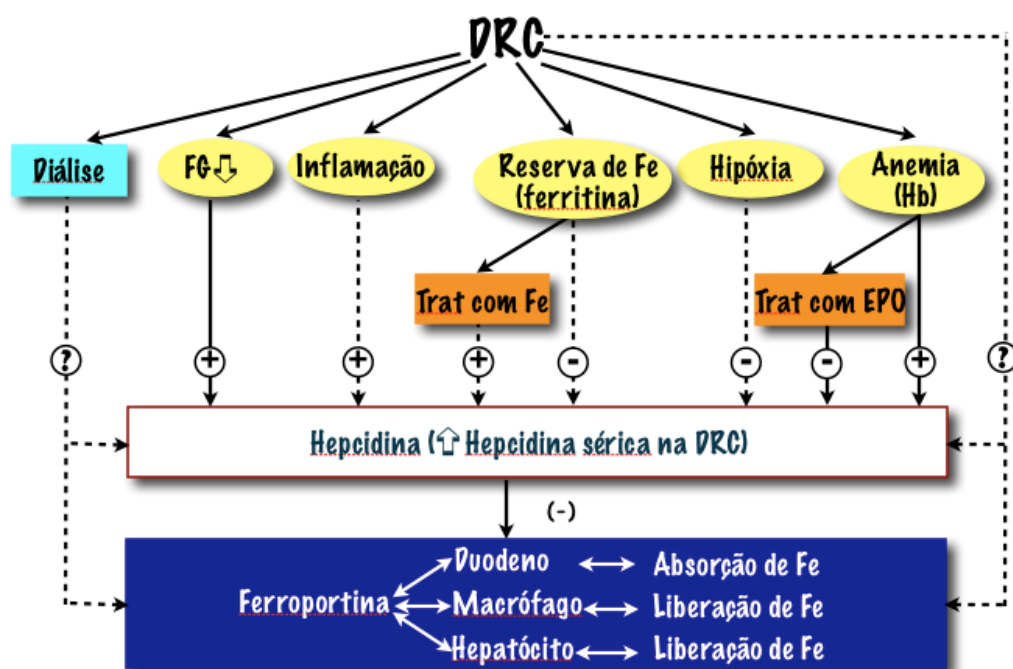 DRC
Diálise
FG
Inflamação
Reserva de Fe
(ferritina)
Hipóxia
Anemia
(Hb)
Trat com Fe
Trat com EPO
?
+
+
+
-
-
-
+
?
Hepcidina (⇧ Hepcidina sérica na DRC)
(-)
Duodeno
Absorção de Fe
Ferroportina
Macrófago
Liberação de Fe
Hepatócito
Liberação de Fe